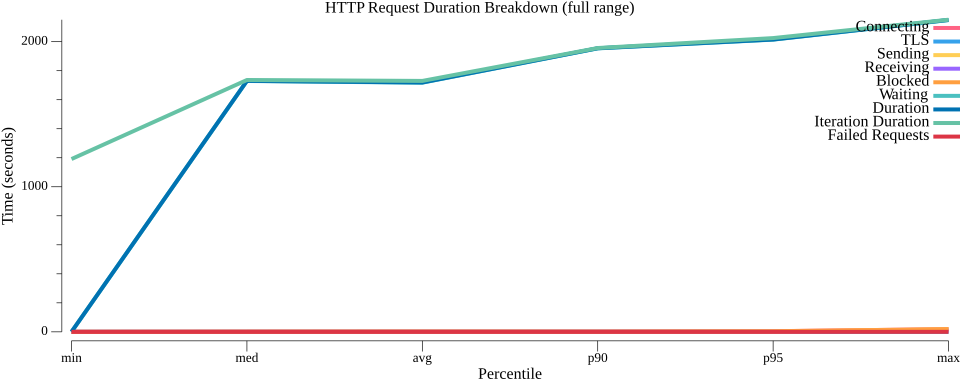 HTTP Request Duration Breakdown (full range)
Connecting
TLS
Sending
Receiving
Blocked
Waiting
Duration
Iteration Duration
Failed Requests
Time (seconds)
2000
1000
0
min med avg p90 p95 max
Percentile